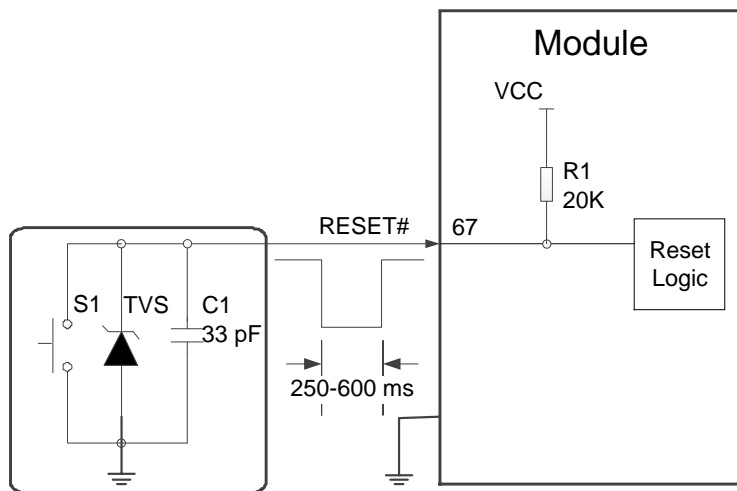 Module
VCC
R1
20K
RESET#
67
Reset
Logic
S1
TVS
C1
33 pF
250-600 ms